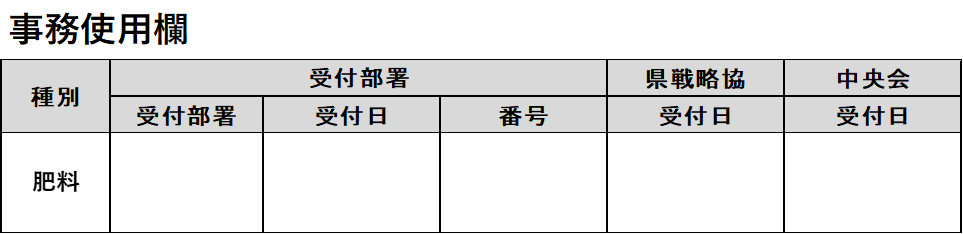 事務使用欄
種別 受付部署 県戦略協 中央会
受付部署 受付日 番号 受付日 受付日
肥料